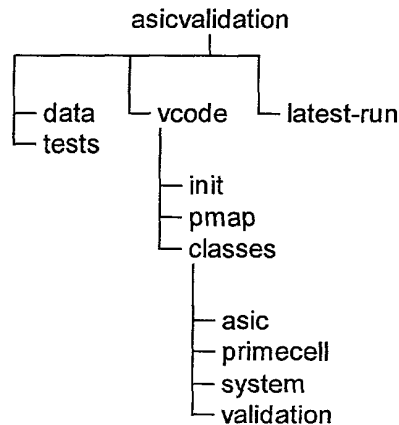 asicvalidation
data vcode latest-run
tests
init
pmap
classes
asic
primecell
system
validation